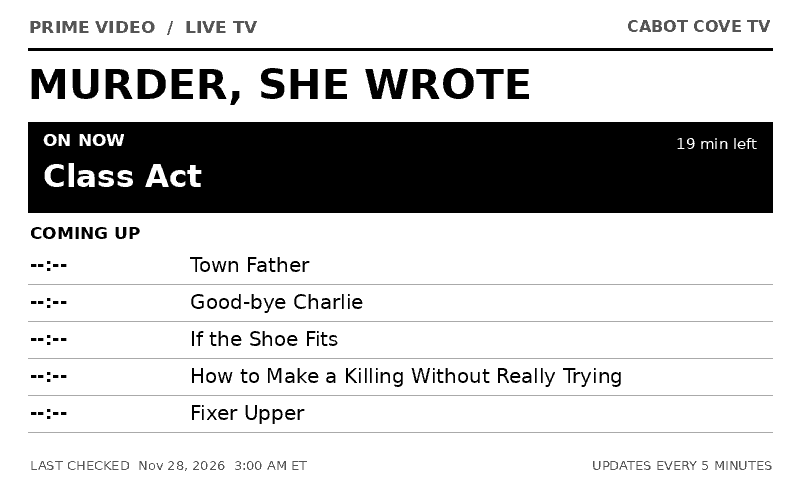 PRIME VIDEO / LIVE TV
CABOT COVE TV
MURDER, SHE WROTE
ON NOW
19 min left
Class Act
COMING UP
--:-- Town Father
--:-- Good-bye Charlie
--:-- If the Shoe Fits
--:-- How to Make a Killing Without Really Trying
--:-- Fixer Upper
LAST CHECKED Nov 28, 2026 3:00 AM ET
UPDATES EVERY 5 MINUTES